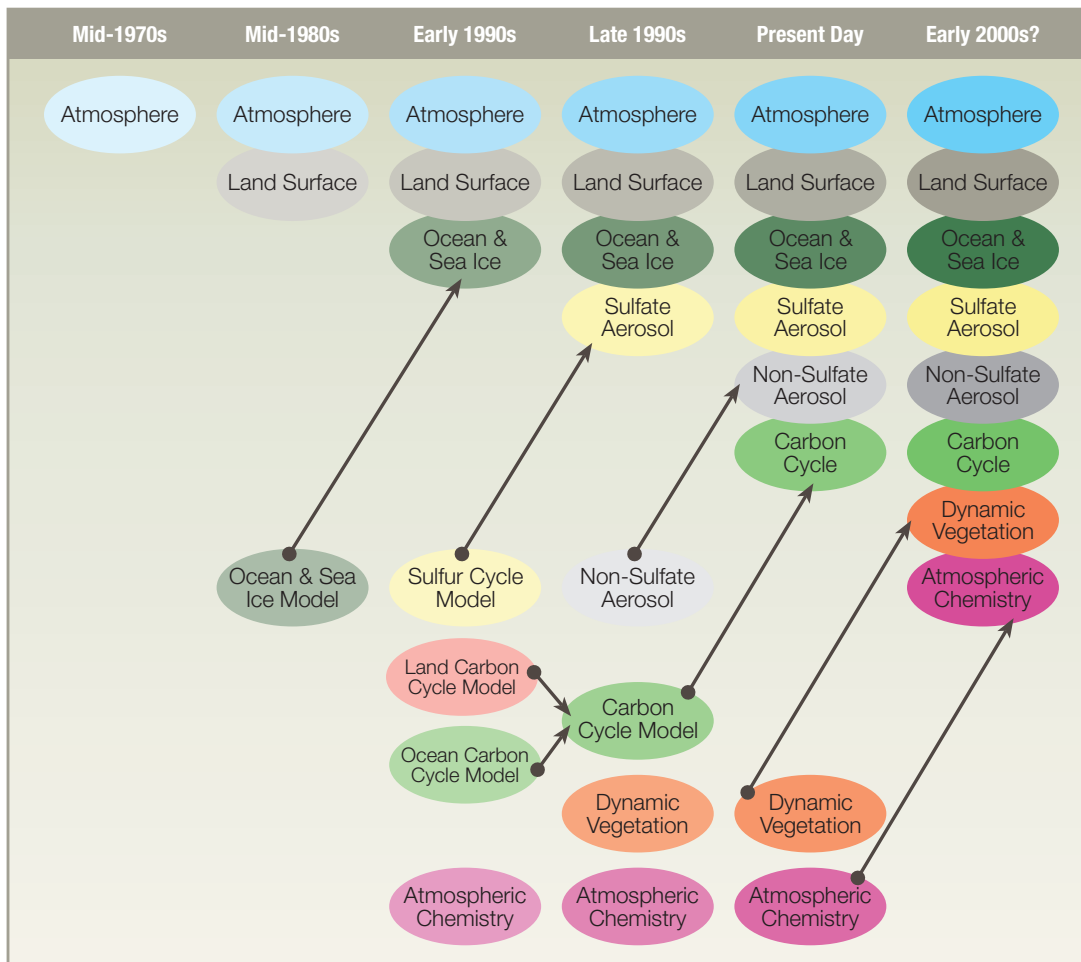 Mid-1970s
Mid-1980s
Early 1990s
Late 1990s
Present Day
Early 2000s?
Atmosphere
Atmosphere
Atmosphere
Atmosphere
Atmosphere
Atmosphere
Land Surface
Land Surface
Land Surface
Land Surface
Land Surface
Ocean &
Sea Ice
Ocean &
Sea Ice
Ocean &
Sea Ice
Ocean &
Sea Ice
Sulfate
Aerosol
Sulfate
Aerosol
Sulfate
Aerosol
Non-Sulfate
Aerosol
Non-Sulfate
Aerosol
Carbon
Cycle
Carbon
Cycle
Dynamic
Vegetation
Ocean & Sea
Ice Model
Sulfur Cycle
Model
Non-Sulfate
Aerosol
Atmospheric
Chemistry
Land Carbon
Cycle Model
Carbon
Cycle Model
Ocean Carbon
Cycle Model
Dynamic
Vegetation
Dynamic
Vegetation
Atmospheric
Chemistry
Atmospheric
Chemistry
Atmospheric
Chemistry